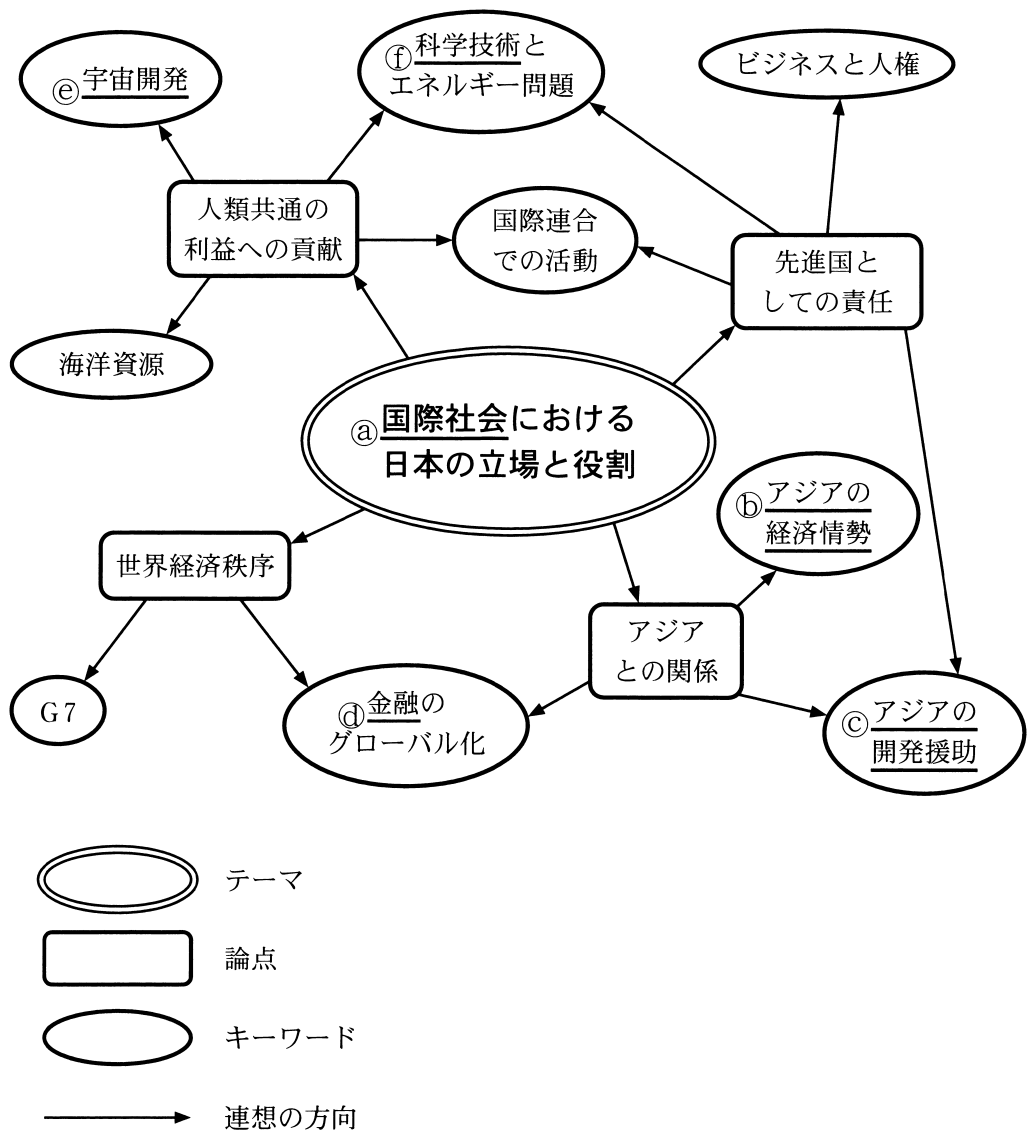 ⓔ宇宙開発
ⓕ科学技術と
エネルギー問題
ビジネスと人権
人類共通の
利益への貢献
国際連合
での活動
先進国と
しての責任
海洋資源
ⓐ国際社会における
日本の立場と役割
ⓑアジアの
経済情勢
世界経済秩序
アジア
との関係
G7
ⓓ金融の
グローバル化
ⓒアジアの
開発援助
テーマ
論点
キーワード
連想の方向